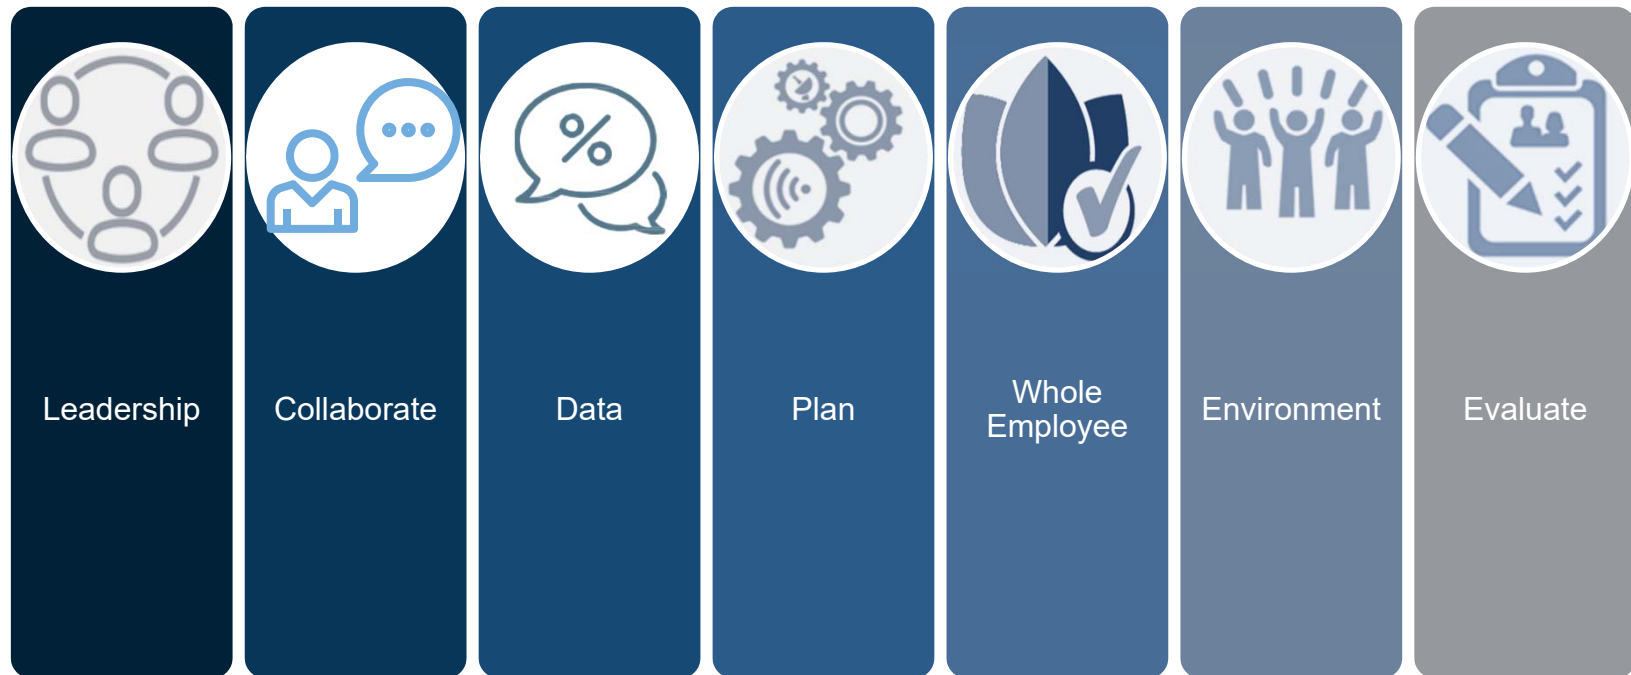 Leadership
Collaborate
%
Data
Plan
Whole
Employee
Environment
Evaluate